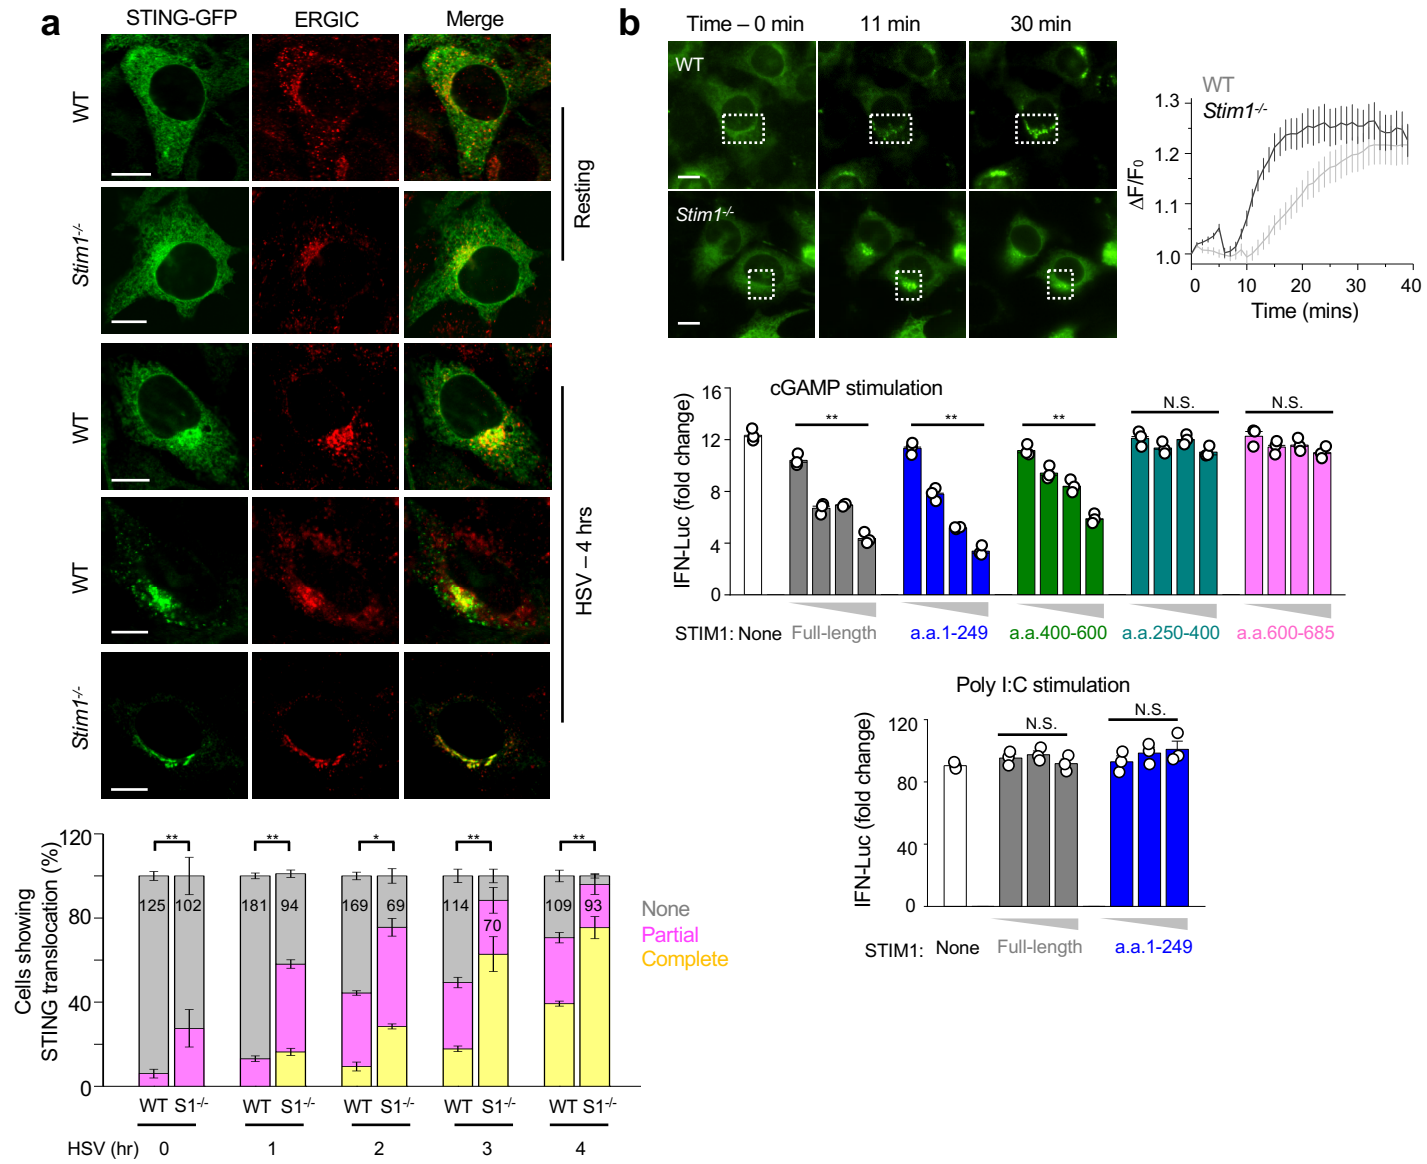 a
STING-GFP ERGIC Merge
WT
Stim1-/-
Resting
WT
WT
Stim1-/-
HSV – 4 hrs
Cells showing
STING translocation (%)
120
80
40
0
** ** * ** **
125 102 181 94 169 69 114 70 109 93
None
Partial
Complete
WT S1-/- WT S1-/- WT S1-/- WT S1-/- WT S1-/-
HSV (hr) 0 1 2 3 4
b
Time – 0 min 11 min 30 min
WT
Stim1-/-
WT
Stim1-/-
ΔF/F0
1.3
1.2
1.1
1.0
0 10 20 30 40
Time (mins)
cGAMP stimulation
IFN-Luc (fold change)
16
12
8
4
0
** ** ** N.S. N.S.
STIM1: None Full-length a.a.1-249 a.a.400-600 a.a.250-400 a.a.600-685
Poly I:C stimulation
IFN-Luc (fold change)
120
80
40
0
N.S. N.S.
STIM1: None Full-length a.a.1-249